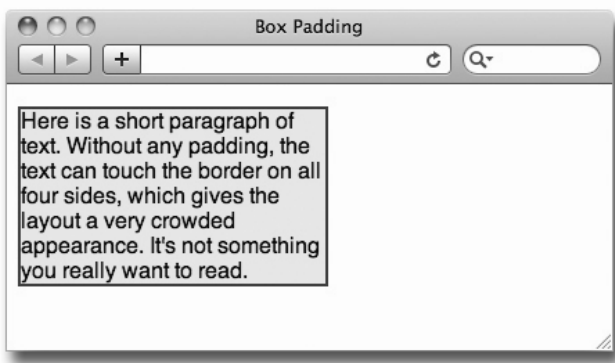 Box Padding
Here is a short paragraph of
text. Without any padding, the
text can touch the border on all
four sides, which gives the
layout a very crowded
appearance. It's not something
you really want to read.